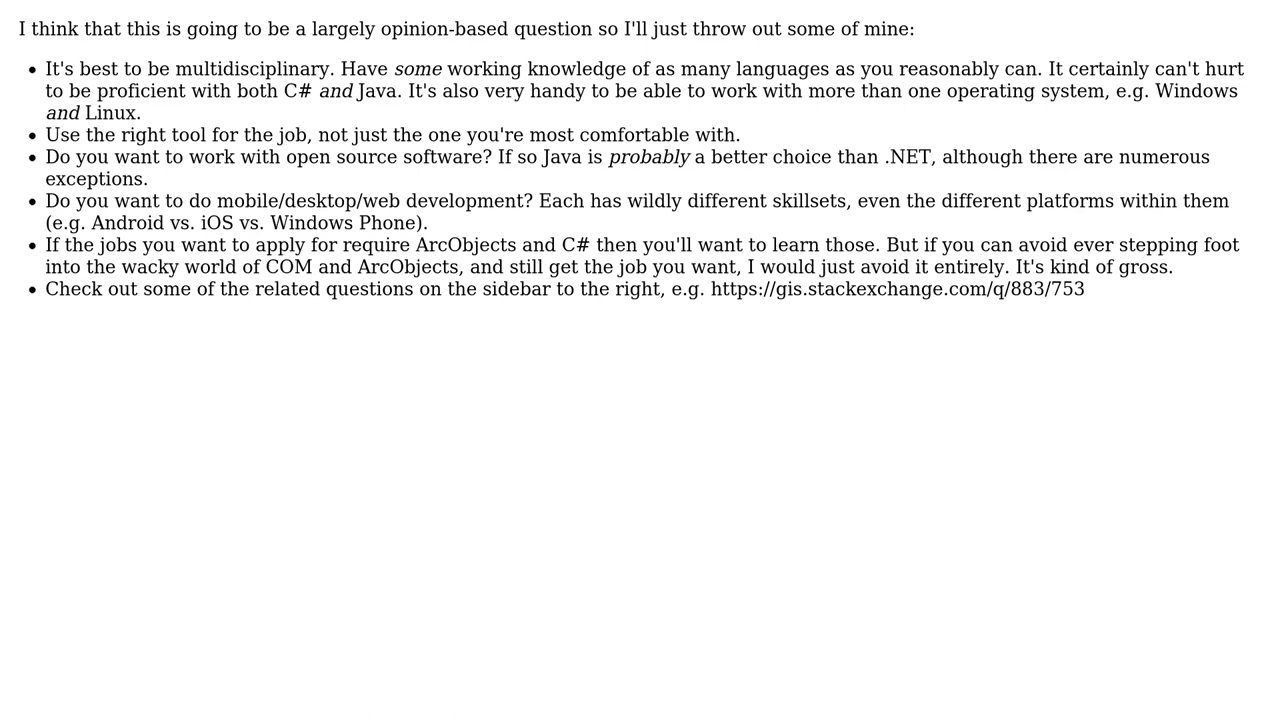 I think that this is going to be a largely opinion-based question so I'll just throw out some of mine:
• It's best to be multidisciplinary. Have some working knowledge of as many languages as you reasonably can. It certainly can't hurt
to be proficient with both C# and Java. It's also very handy to be able to work with more than one operating system, e.g. Windows
and Linux.
• Use the right tool for the job, not just the one you're most comfortable with.
• Do you want to work with open source software? If so Java is probably a better choice than .NET, although there are numerous
exceptions.
• Do you want to do mobile/desktop/web development? Each has wildly different skillsets, even the different platforms within them
(e.g. Android vs. iOS vs. Windows Phone).
• If the jobs you want to apply for require ArcObjects and C# then you'll want to learn those. But if you can avoid ever stepping foot
into the wacky world of COM and ArcObjects, and still get the job you want, I would just avoid it entirely. It's kind of gross.
• Check out some of the related questions on the sidebar to the right, e.g. https://gis.stackexchange.com/q/883/753